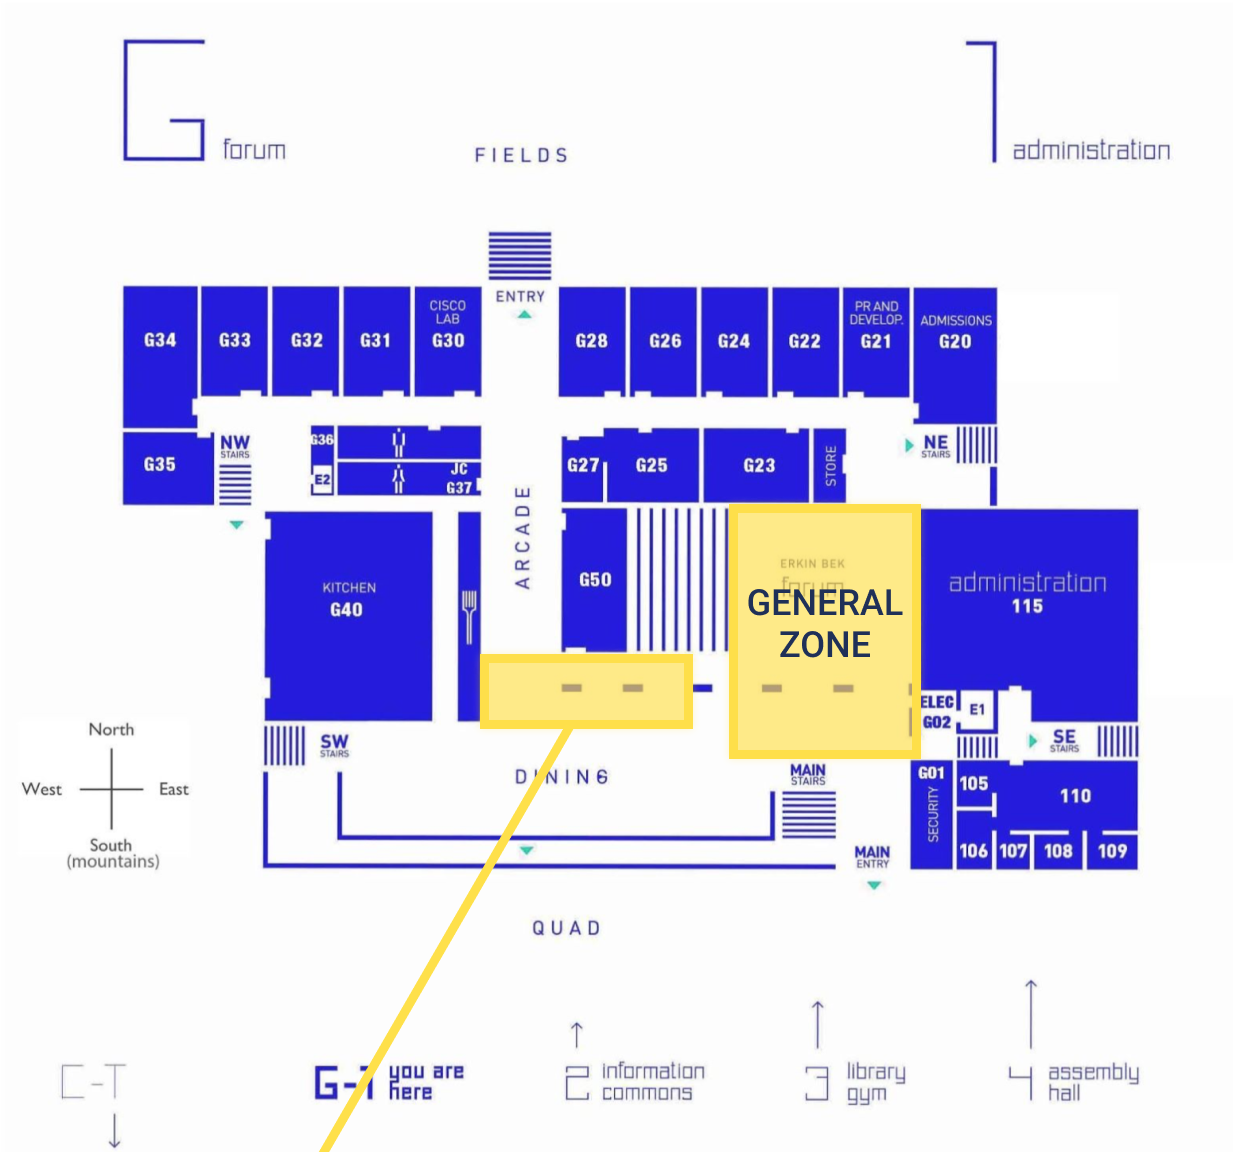 G forum
1 administration
FIELDS
ENTRY
G34
G33
G32
G31
CISCO
LAB
G30
G28
G26
G24
G22
PR AND
DEVELOP.
G21
ADMISSIONS
G20
G35
NW
STAIRS
G36
E2
JC
G37
G27
G25
G23
STORE
NE
STAIRS
ARCADE
KITCHEN
G40
G50
ERKIN BEK
forum
GENERAL
ZONE
administration
115
ELEC
G02
E1
SE
STAIRS
North
West
East
South
(mountains)
SW
STAIRS
DINING
MAIN
STAIRS
G01
SECURITY
105
110
106
107
108
109
MAIN
ENTRY
QUAD
C-T
G-1 you are
here
2 information
commons
3 library
gym
4 assembly
hall